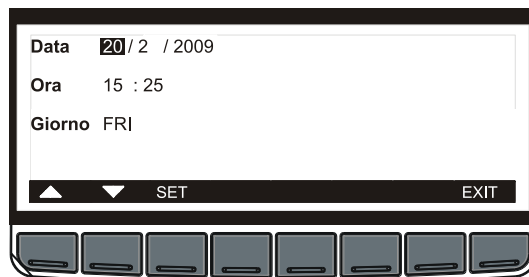 Data 20 / 2 / 2009
Ora 15 : 25
Giorno FRI
SET EXIT